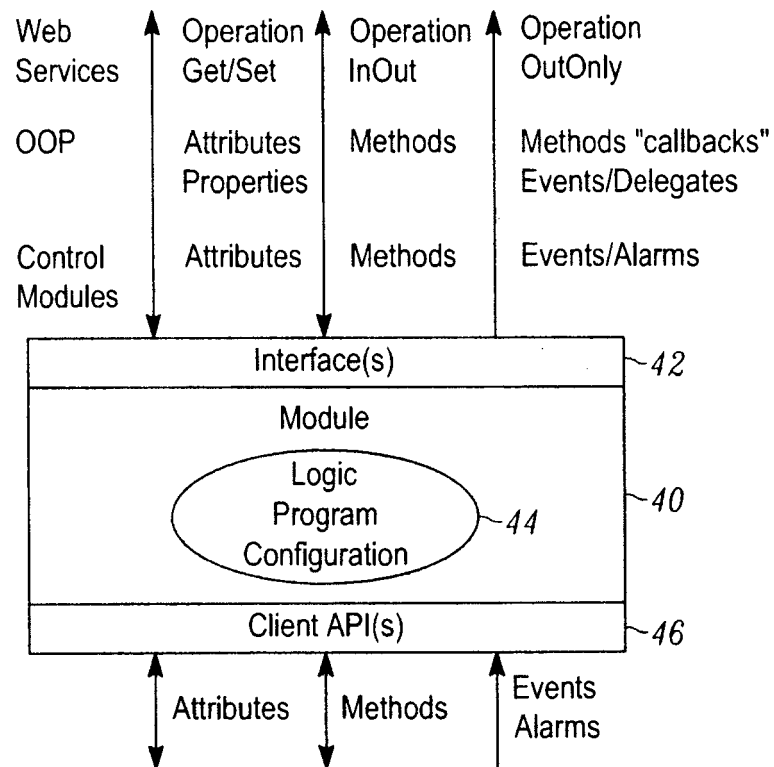 Web Services
Operation Get/Set
Operation InOut
Operation OutOnly
OOP
Attributes Properties
Methods
Methods "callbacks" Events/Delegates
Control Modules
Attributes
Methods
Events/Alarms
Interface(s)
42
Module
Logic
Program
Configuration
44
40
Client API(s)
46
Attributes
Methods
Events
Alarms